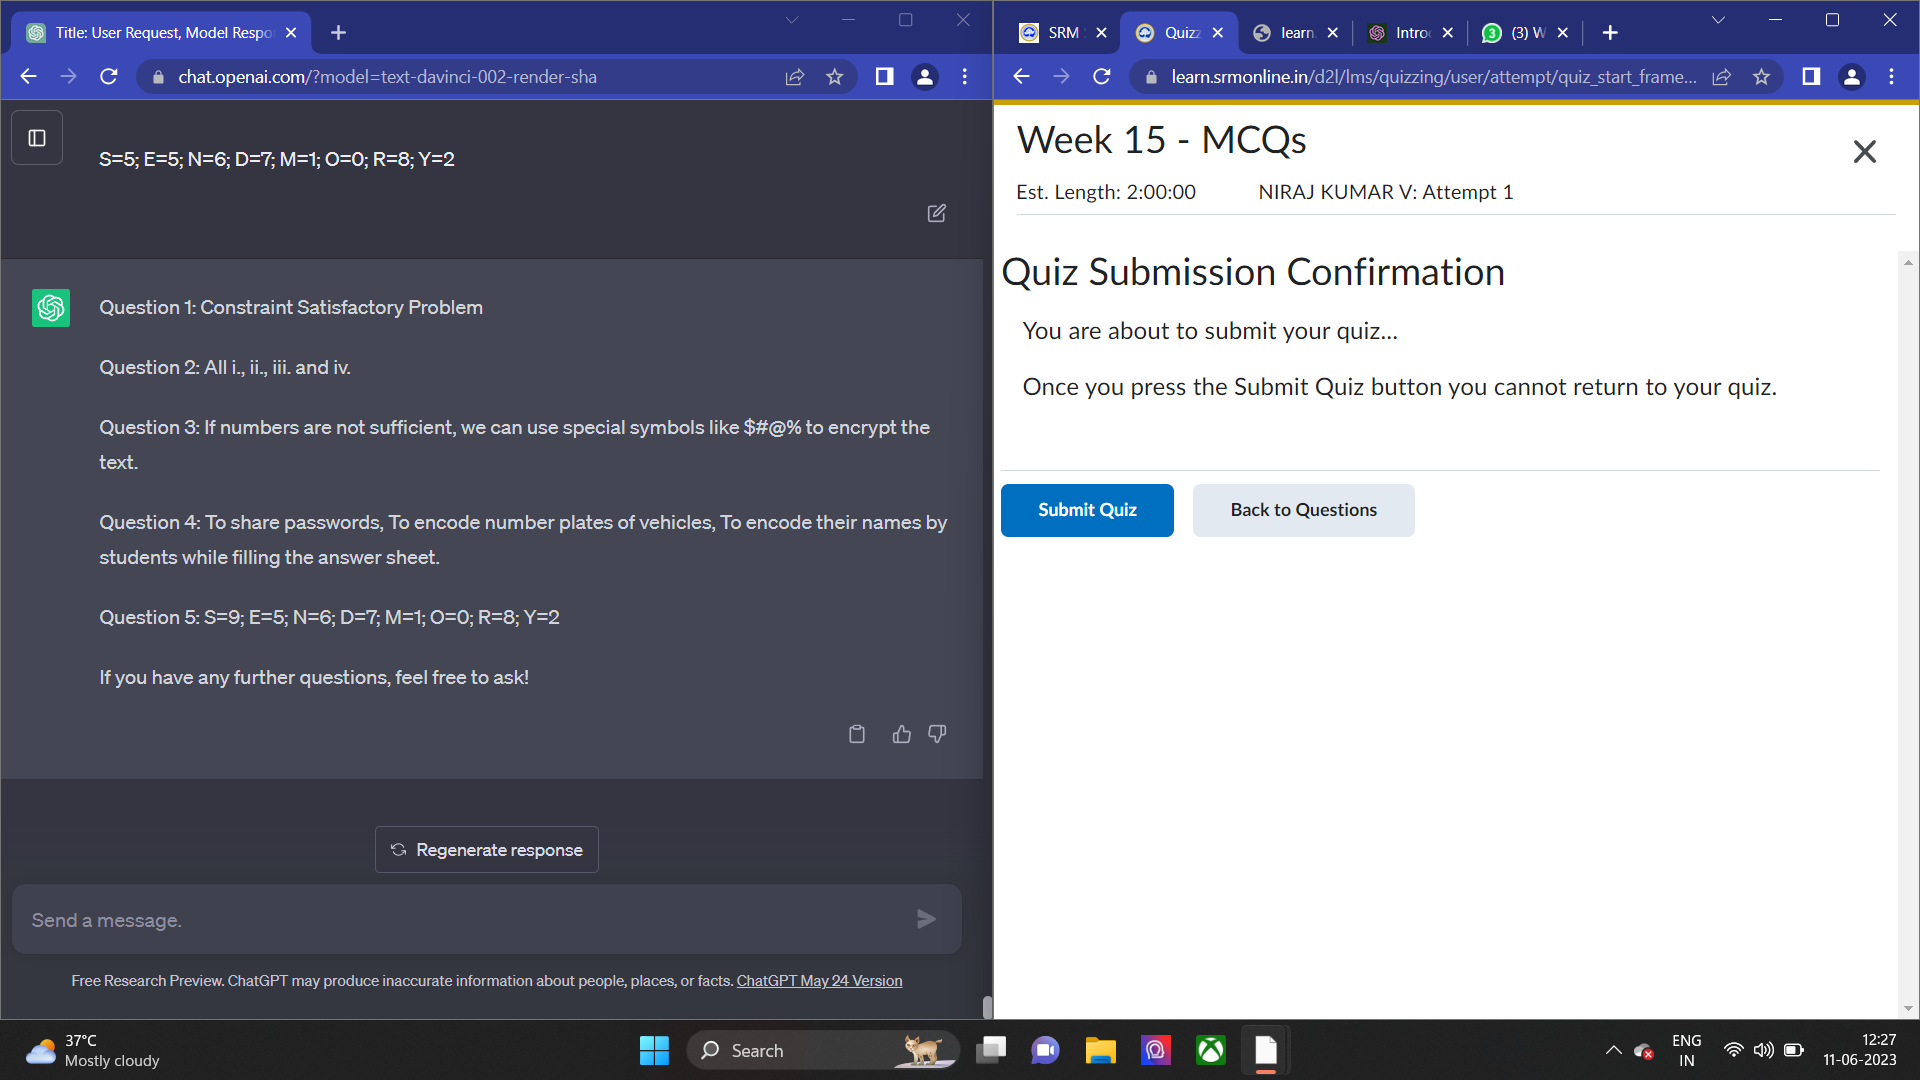 Title: User Request, Model Respo
chat.openai.com/?model=text-davinci-002-render-sha
S=5; E=5; N=6; D=7; M=1; O=0; R=8; Y=2
Question 1: Constraint Satisfactory Problem
Question 2: All i., ii., iii. and iv.
Question 3: If numbers are not sufficient, we can use special symbols like $#@% to encrypt the
text.
Question 4: To share passwords, To encode number plates of vehicles, To encode their names by
students while filling the answer sheet.
Question 5: S=9; E=5; N=6; D=7; M=1; O=0; R=8; Y=2
If you have any further questions, feel free to ask!
Regenerate response
Send a message.
Free Research Preview. ChatGPT may produce inaccurate information about people, places, or facts. ChatGPT May 24 Version
SRM
Quizz
learn.
Intro
3
(3) W
learn.srmonline.in/d2l/lms/quizzing/user/attempt/quiz_start_frame...
Week 15 - MCQs
Est. Length: 2:00:00 NIRAJ KUMAR V: Attempt 1
Quiz Submission Confirmation
You are about to submit your quiz...
Once you press the Submit Quiz button you cannot return to your quiz.
Submit Quiz
Back to Questions
37°C
Mostly cloudy
Search
ENG
IN
12:27
11-06-2023